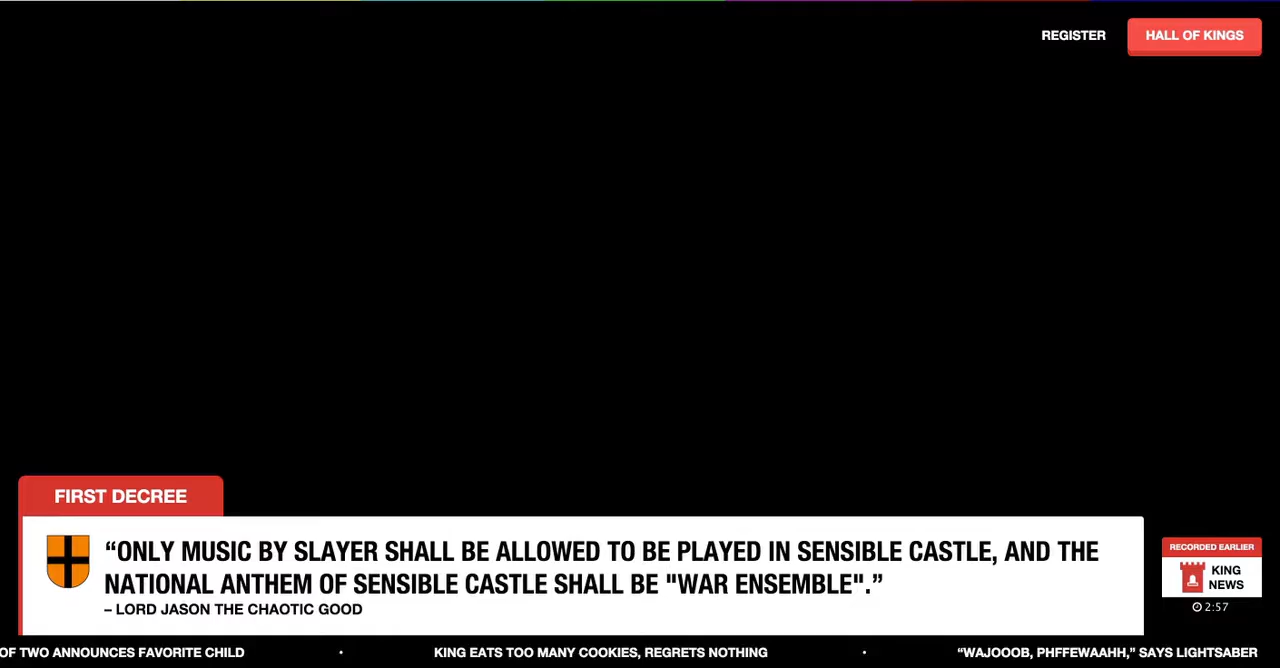 REGISTER
HALL OF KINGS
FIRST DECREE
“ONLY MUSIC BY SLAYER SHALL BE ALLOWED TO BE PLAYED IN SENSIBLE CASTLE, AND THE
NATIONAL ANTHEM OF SENSIBLE CASTLE SHALL BE "WAR ENSEMBLE".”
– LORD JASON THE CHAOTIC GOOD
RECORDED EARLIER
KING
NEWS
2:57
OF TWO ANNOUNCES FAVORITE CHILD • KING EATS TOO MANY COOKIES, REGRETS NOTHING • “WAJOOOB, PHFFEWAAHH,” SAYS LIGHTSABER